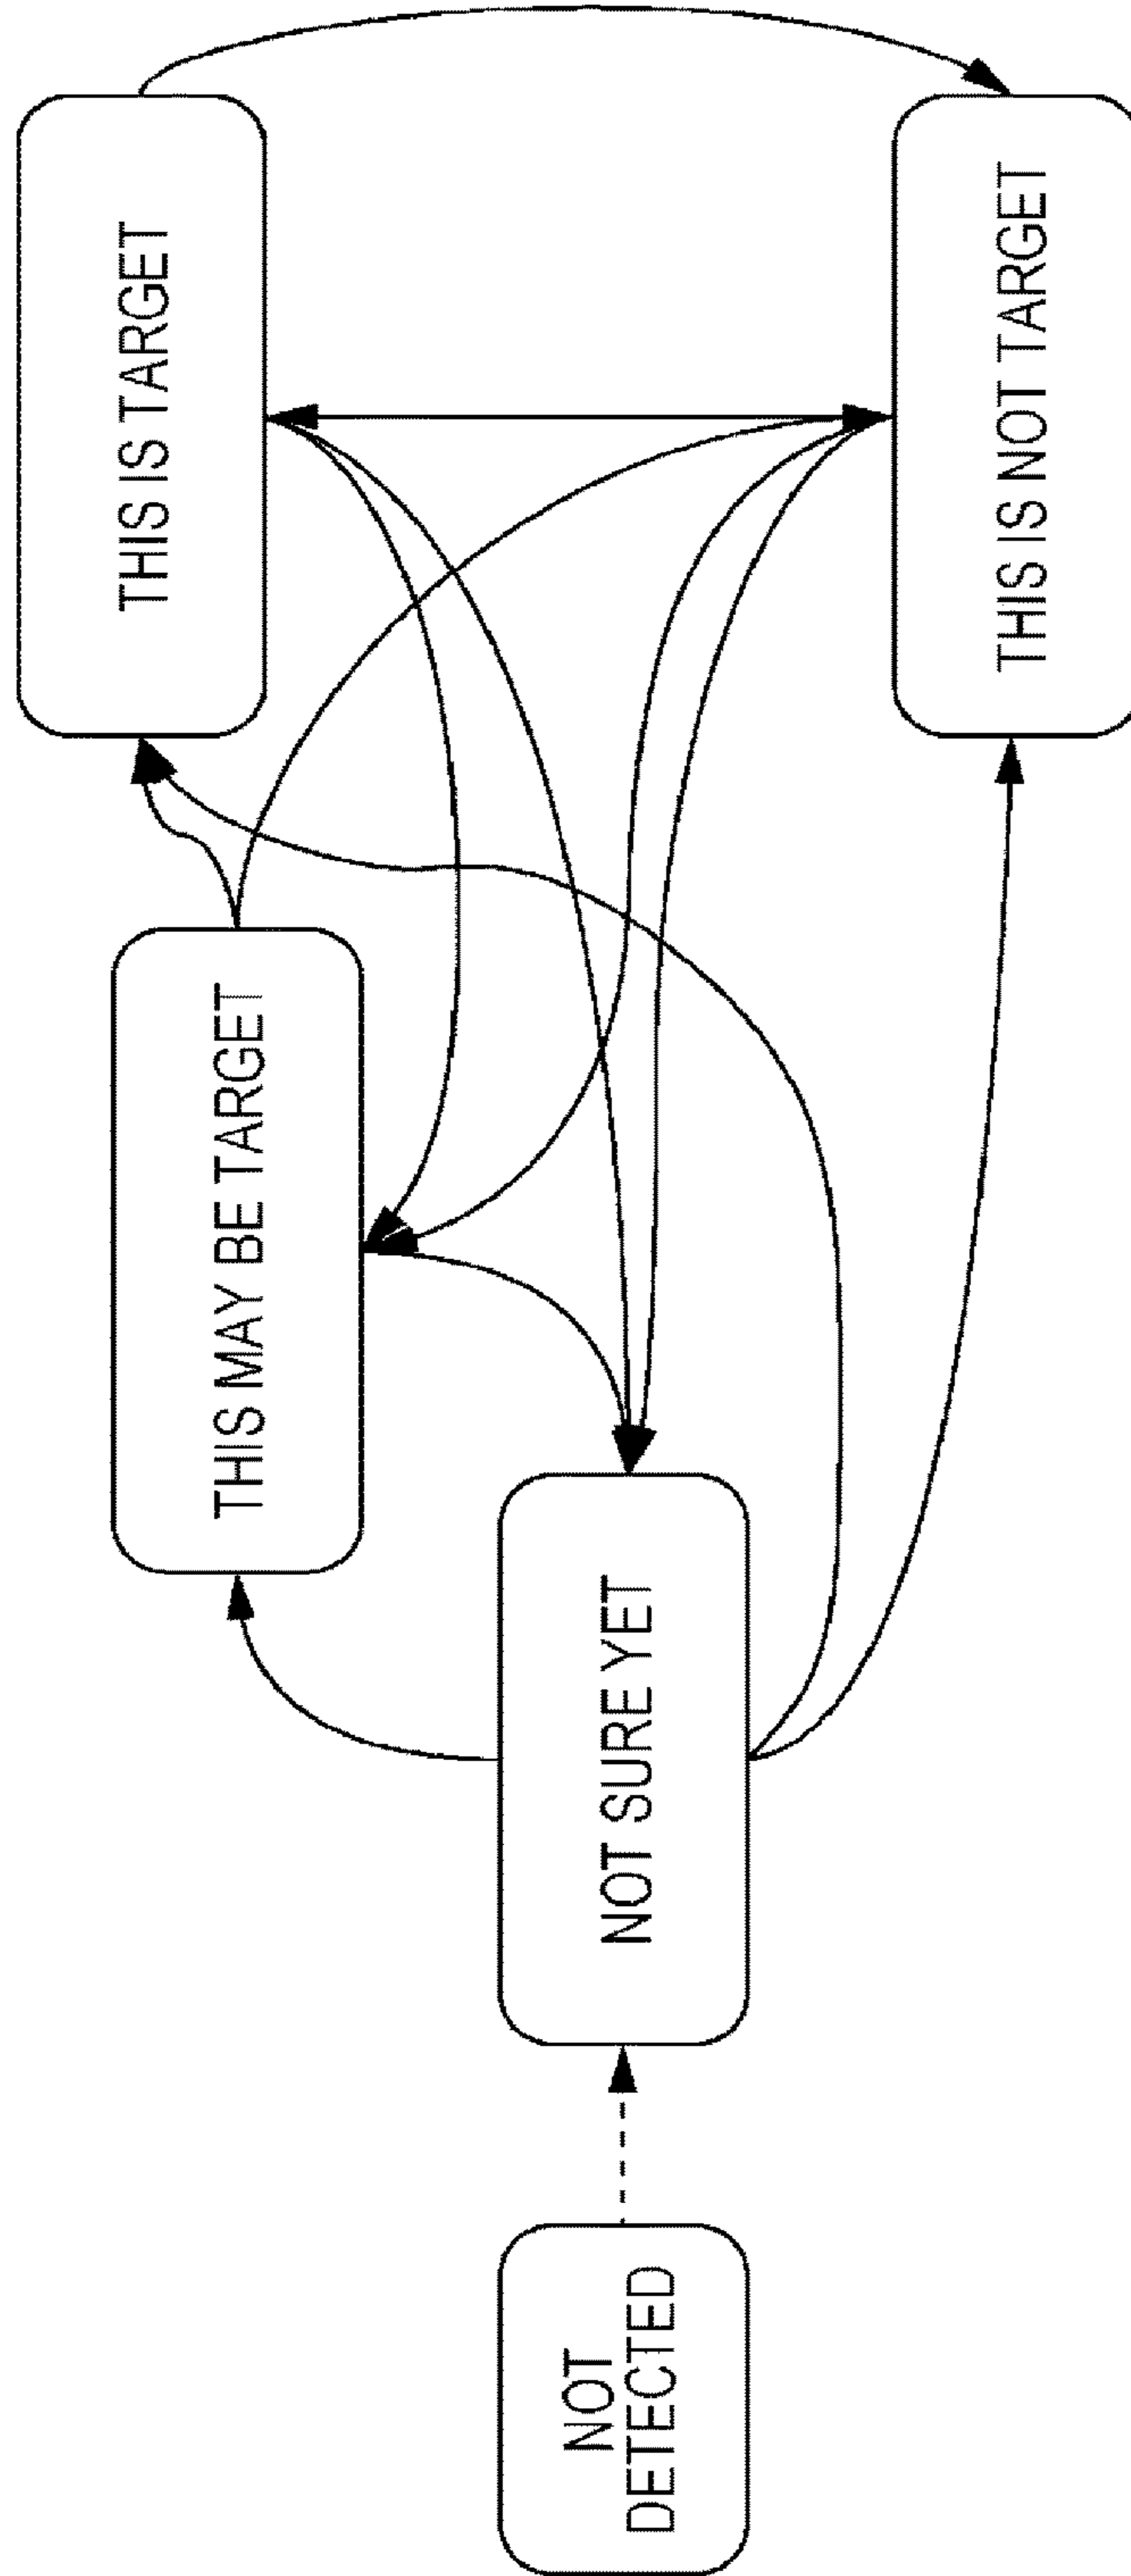 NOT
DETECTED
NOT SURE YET
THIS MAY BE TARGET
THIS IS TARGET
THIS IS NOT TARGET